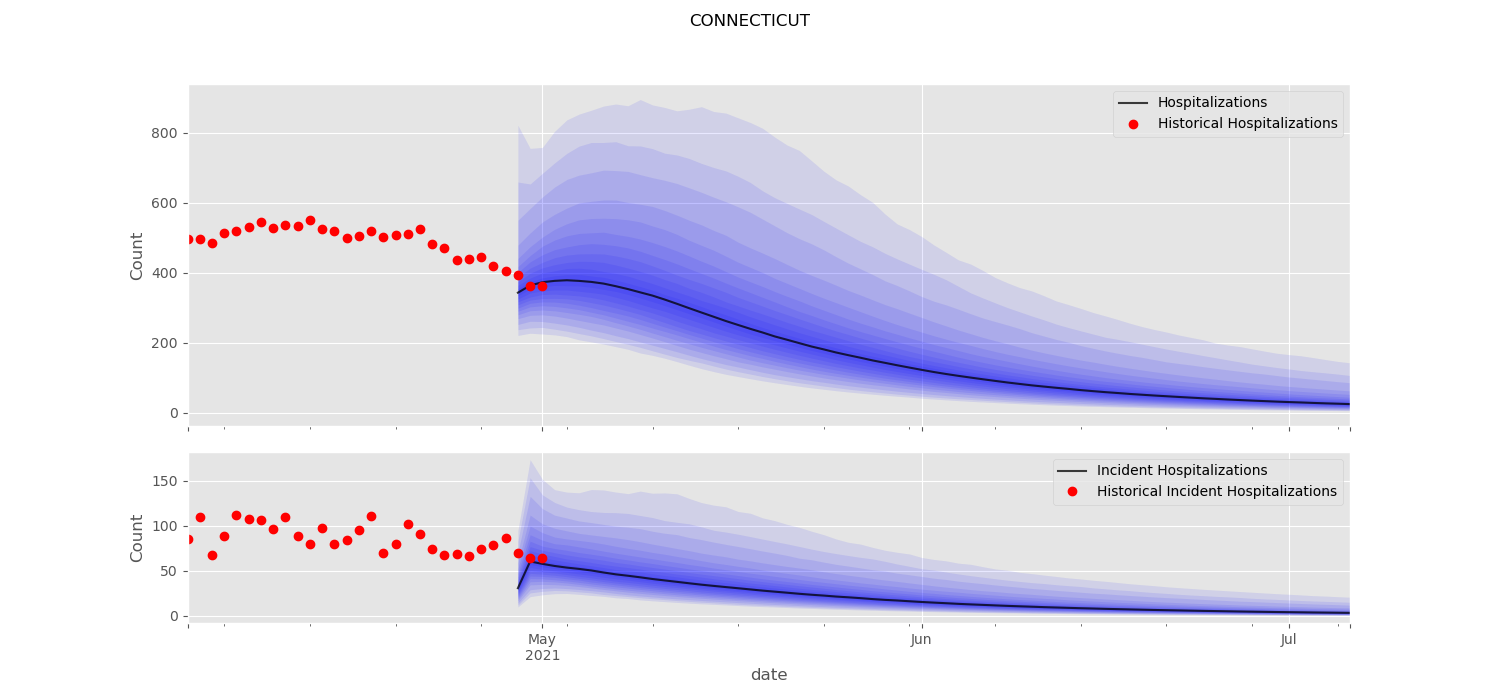 CONNECTICUT
Hospitalizations
Historical Hospitalizations
800
600
400
200
0
Count
Incident Hospitalizations
Historical Incident Hospitalizations
150
100
50
0
Count
May
2021
Jun
Jul
date